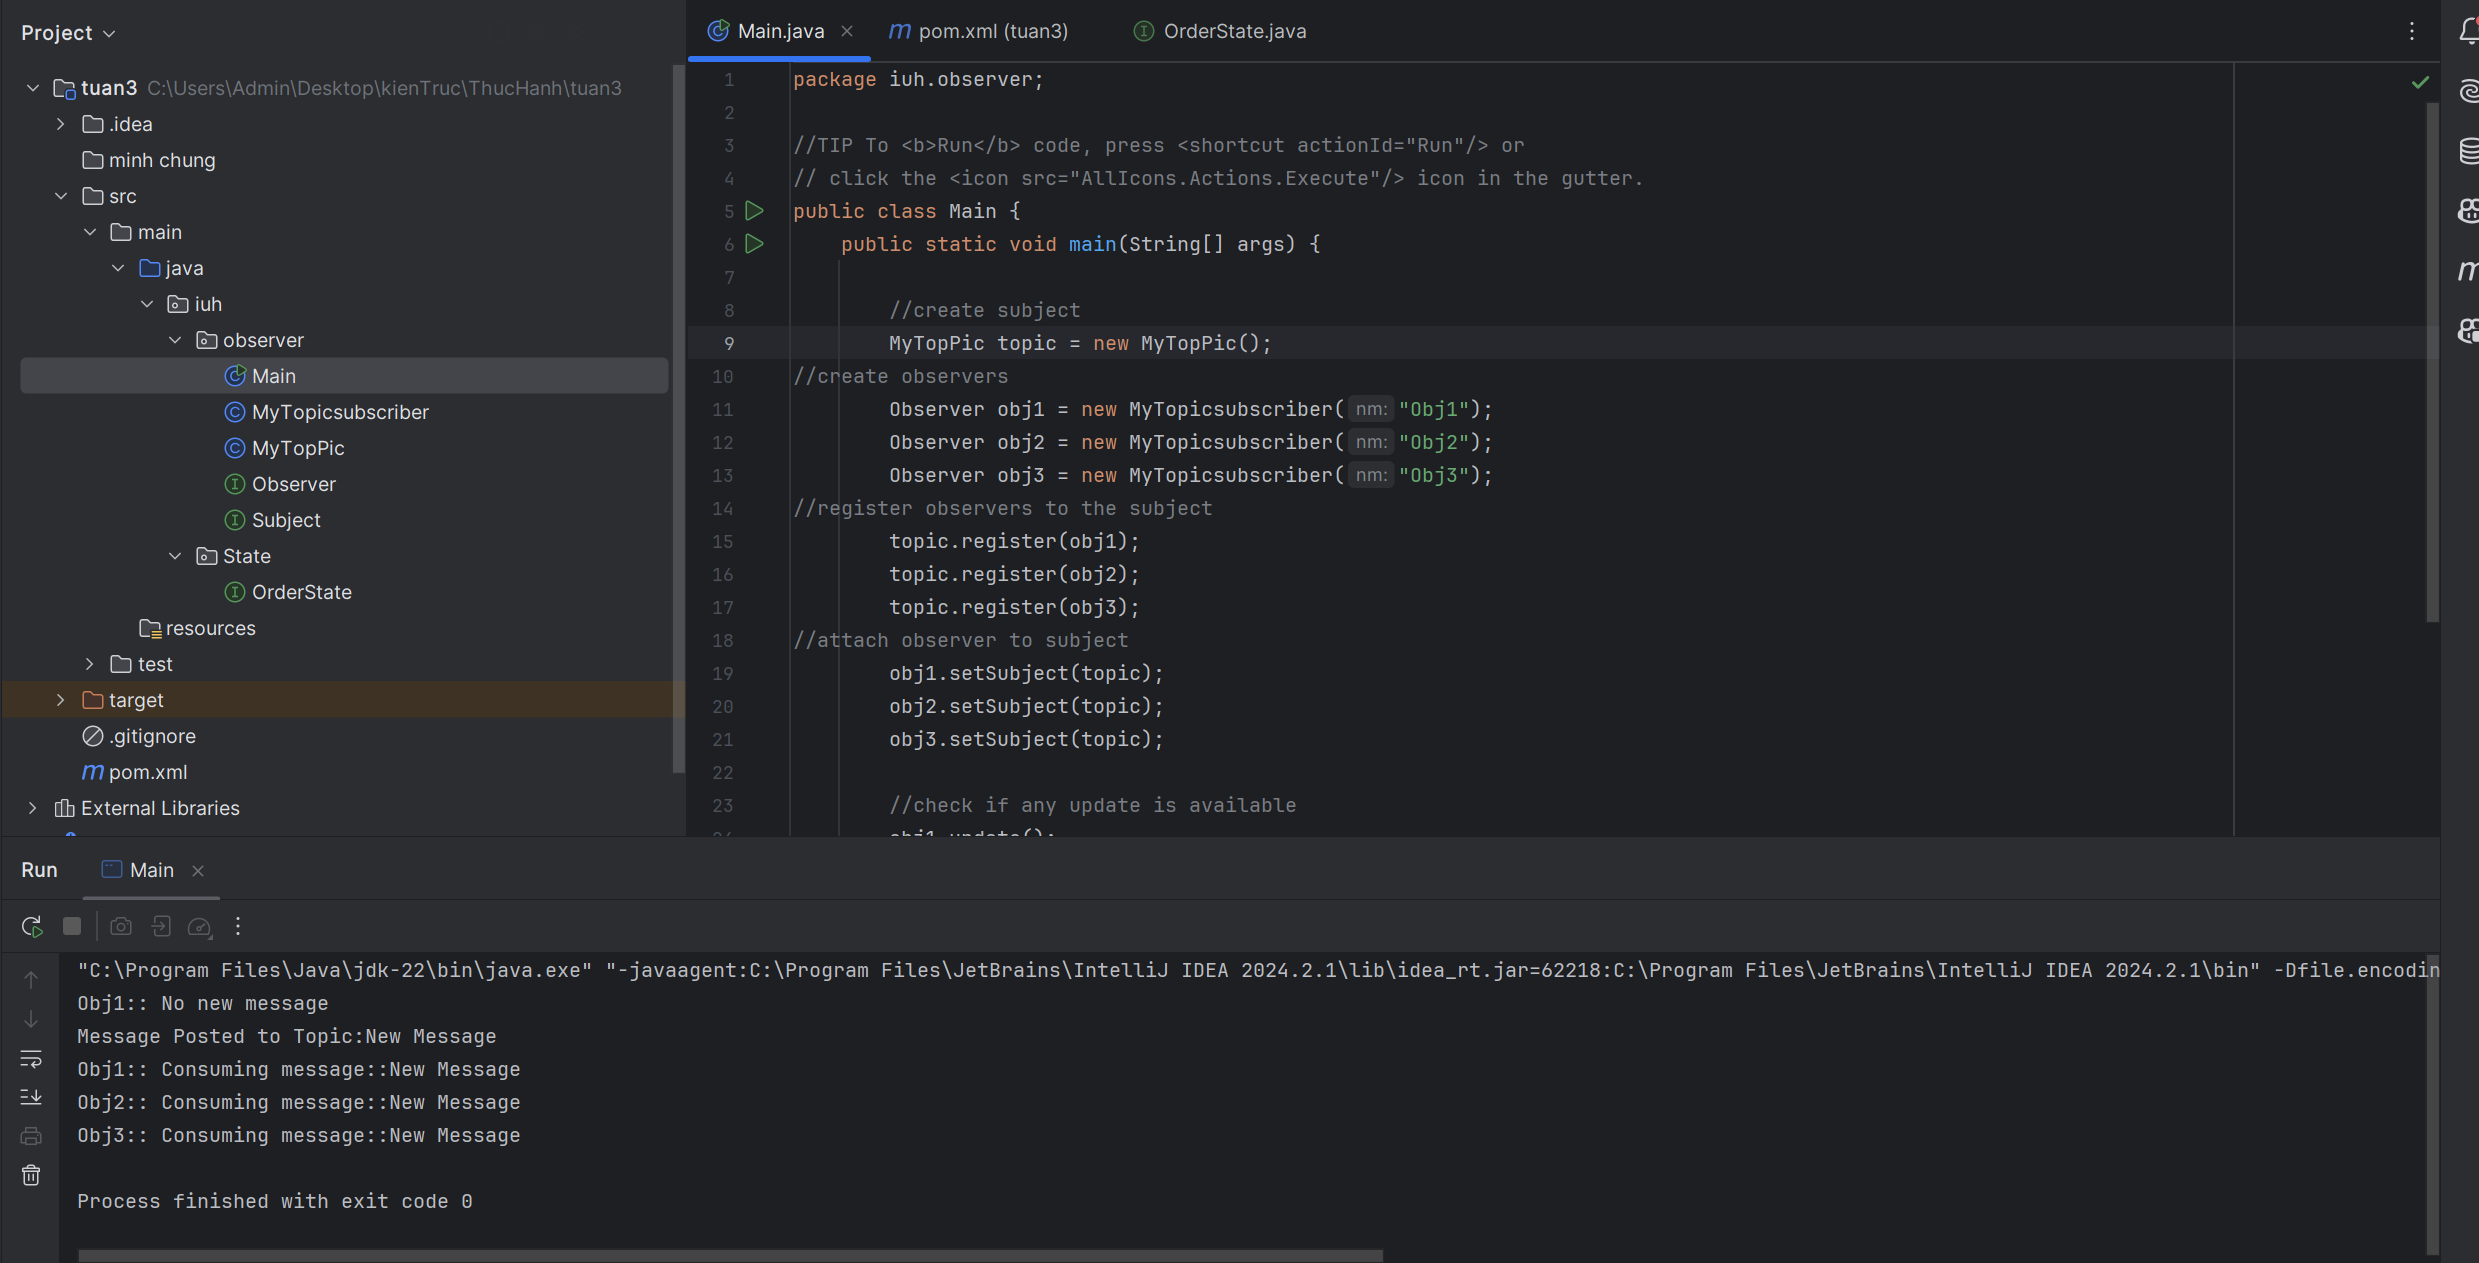 Project
tuan3 C:\Users\Admin\Desktop\kienTruc\ThucHanh\tuan3
.idea
minh chung
src
main
java
iuh
observer
Main
MyTopicsubscriber
MyTopPic
Observer
Subject
State
OrderState
resources
test
target
.gitignore
pom.xml
External Libraries
Main.java
pom.xml (tuan3)
OrderState.java
1 package iuh.observer;
2
3 //TIP To <b>Run</b> code, press <shortcut actionId="Run"/> or
4 // click the <icon src="AllIcons.Actions.Execute"/> icon in the gutter.
5 public class Main {
6 public static void main(String[] args) {
7
8 //create subject
9 MyTopPic topic = new MyTopPic();
10 //create observers
11 Observer obj1 = new MyTopicsubscriber( nm: "Obj1");
12 Observer obj2 = new MyTopicsubscriber( nm: "Obj2");
13 Observer obj3 = new MyTopicsubscriber( nm: "Obj3");
14 //register observers to the subject
15 topic.register(obj1);
16 topic.register(obj2);
17 topic.register(obj3);
18 //attach observer to subject
19 obj1.setSubject(topic);
20 obj2.setSubject(topic);
21 obj3.setSubject(topic);
22
23 //check if any update is available
24 obj1.update();
Run
Main
"C:\Program Files\Java\jdk-22\bin\java.exe" "-javaagent:C:\Program Files\JetBrains\IntelliJ IDEA 2024.2.1\lib\idea_rt.jar=62218:C:\Program Files\JetBrains\IntelliJ IDEA 2024.2.1\bin" -Dfile.encodin
Obj1:: No new message
Message Posted to Topic:New Message
Obj1:: Consuming message::New Message
Obj2:: Consuming message::New Message
Obj3:: Consuming message::New Message
Process finished with exit code 0